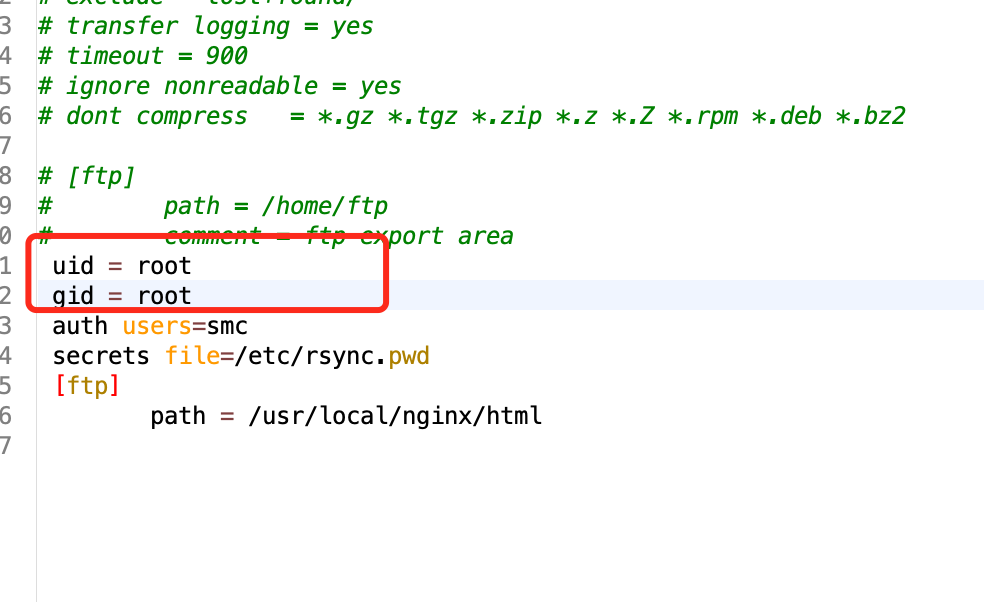 2 # exclude = lost+found/
3 # transfer logging = yes
4 # timeout = 900
5 # ignore nonreadable = yes
6 # dont compress   = *.gz *.tgz *.zip *.z *.Z *.rpm *.deb *.bz2
7
8 # [ftp]
9 #        path = /home/ftp
0 #        comment = ftp export area
1 uid = root
2 gid = root
3 auth users=smc
4 secrets file=/etc/rsync.pwd
5 [ftp]
6        path = /usr/local/nginx/html
7